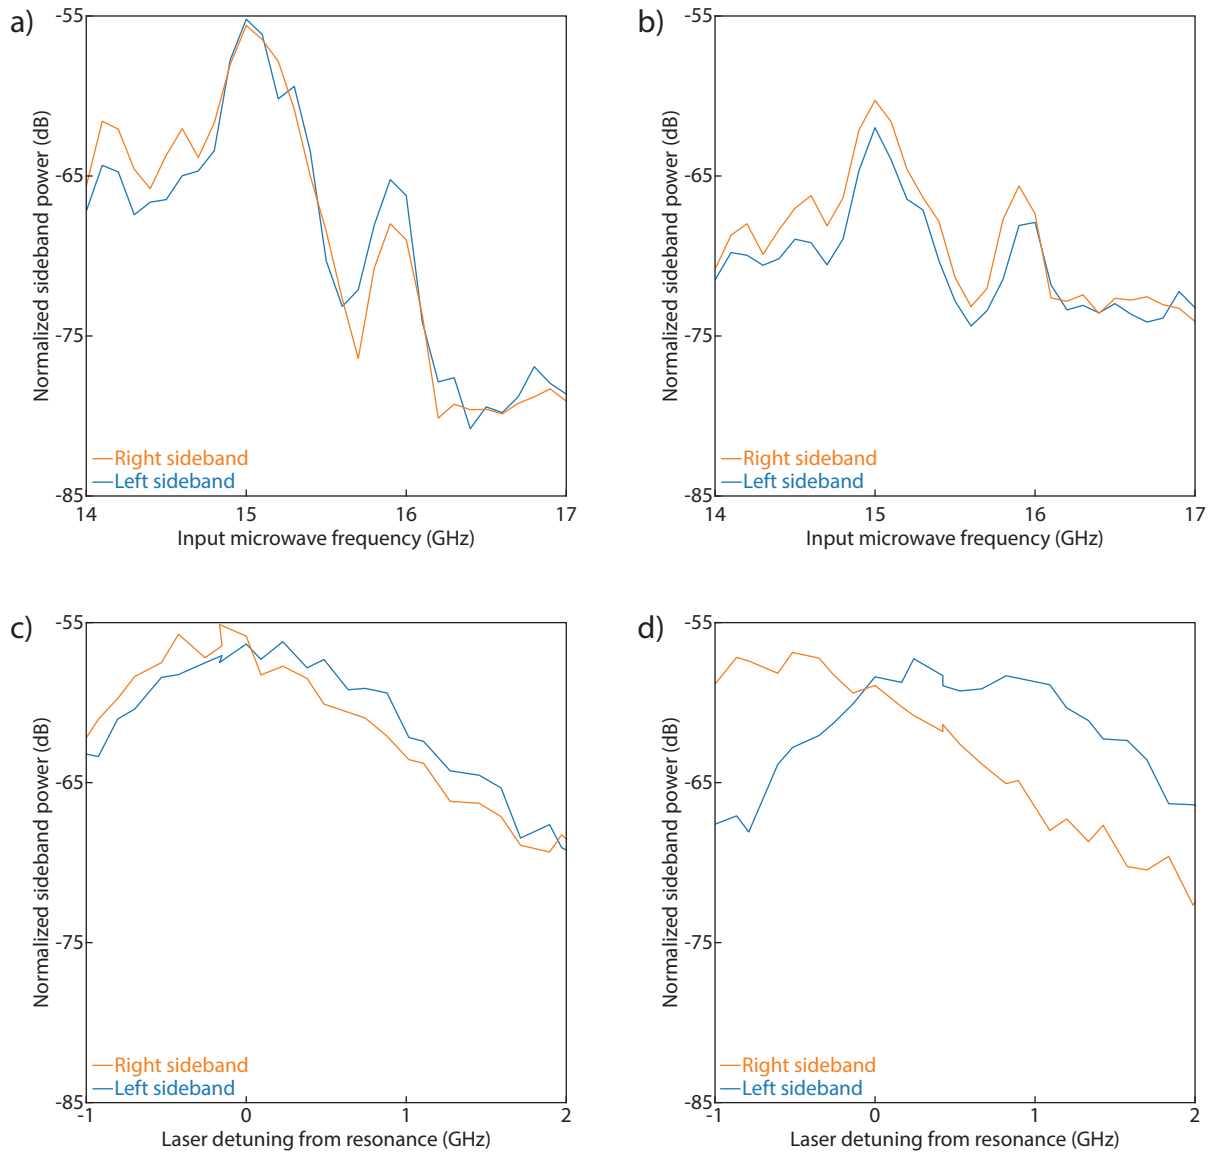 a)
Normalized sideband power (dB)
-55
-65
-75
-85
Right sideband
Left sideband
14
15
16
17
Input microwave frequency (GHz)
b)
Normalized sideband power (dB)
-55
-65
-75
-85
Right sideband
Left sideband
14
15
16
17
Input microwave frequency (GHz)
c)
Normalized sideband power (dB)
-55
-65
-75
-85
Right sideband
Left sideband
-1
0
1
2
Laser detuning from resonance (GHz)
d)
Normalized sideband power (dB)
-55
-65
-75
-85
Right sideband
Left sideband
-1
0
1
2
Laser detuning from resonance (GHz)